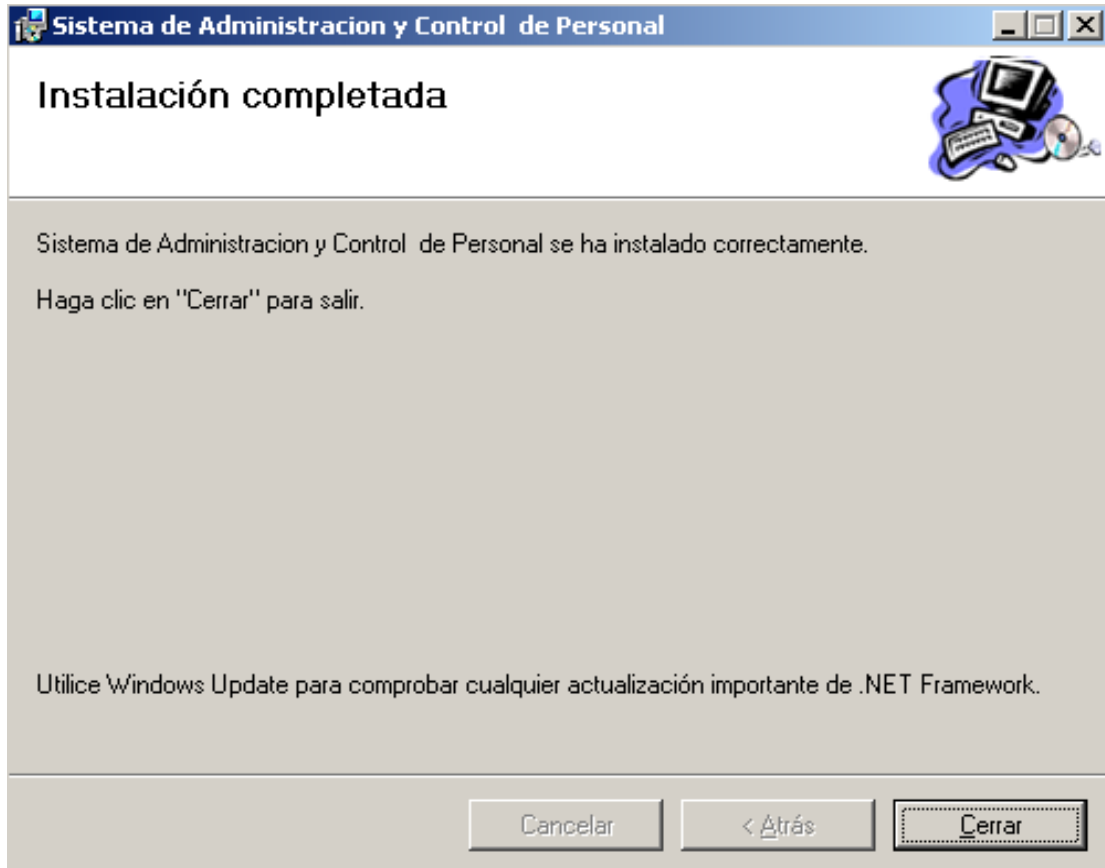 Sistema de Administracion y Control  de Personal
Instalación completada
Sistema de Administracion y Control  de Personal se ha instalado correctamente.
Haga clic en "Cerrar" para salir.
Utilice Windows Update para comprobar cualquier actualización importante de .NET Framework.
Cancelar
< Atrás
Cerrar